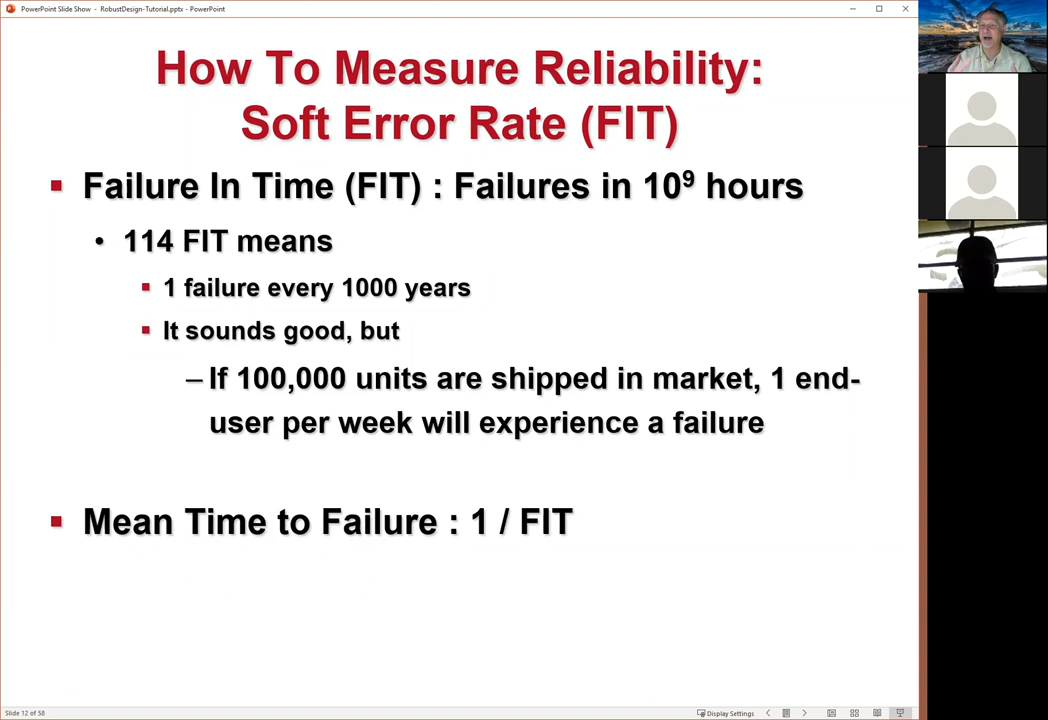 PowerPoint Slide Show - RobustDesign-Tutorial.pptx - PowerPoint
How To Measure Reliability:
Soft Error Rate (FIT)
Failure In Time (FIT) : Failures in 10⁹ hours
• 114 FIT means
1 failure every 1000 years
It sounds good, but
– If 100,000 units are shipped in market, 1 end-
user per week will experience a failure
Mean Time to Failure : 1 / FIT
Slide 12 of 58
Display Settings